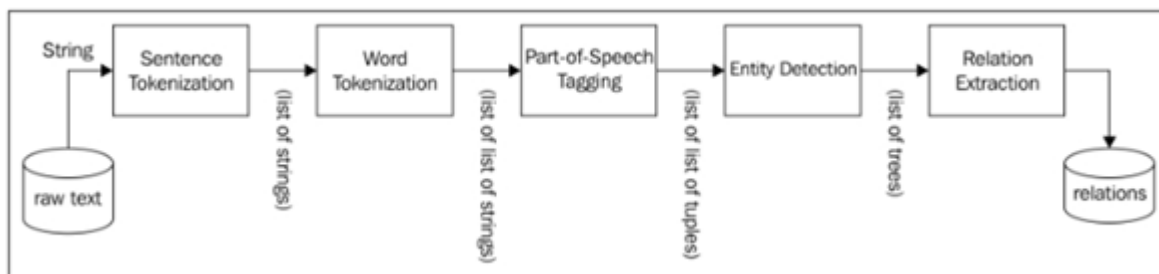 String
Sentence
Tokenization
Word
Tokenization
Part-of-Speech
Tagging
Entity Detection
Relation
Extraction
(list of strings)
(list of list of strings)
(list of list of tuples)
(list of trees)
raw text
relations